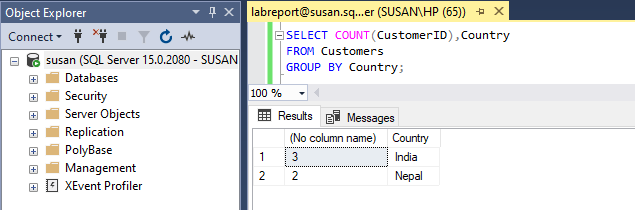 Object Explorer
Connect
susan (SQL Server 15.0.2080 - SUSAN
Databases
Security
Server Objects
Replication
PolyBase
Management
XEvent Profiler
labreport@susan.sq...er (SUSAN\HP (65))
SELECT COUNT(CustomerID),Country
FROM Customers
GROUP BY Country;
100 %
Results Messages
(No column name) Country
1 3 India
2 2 Nepal